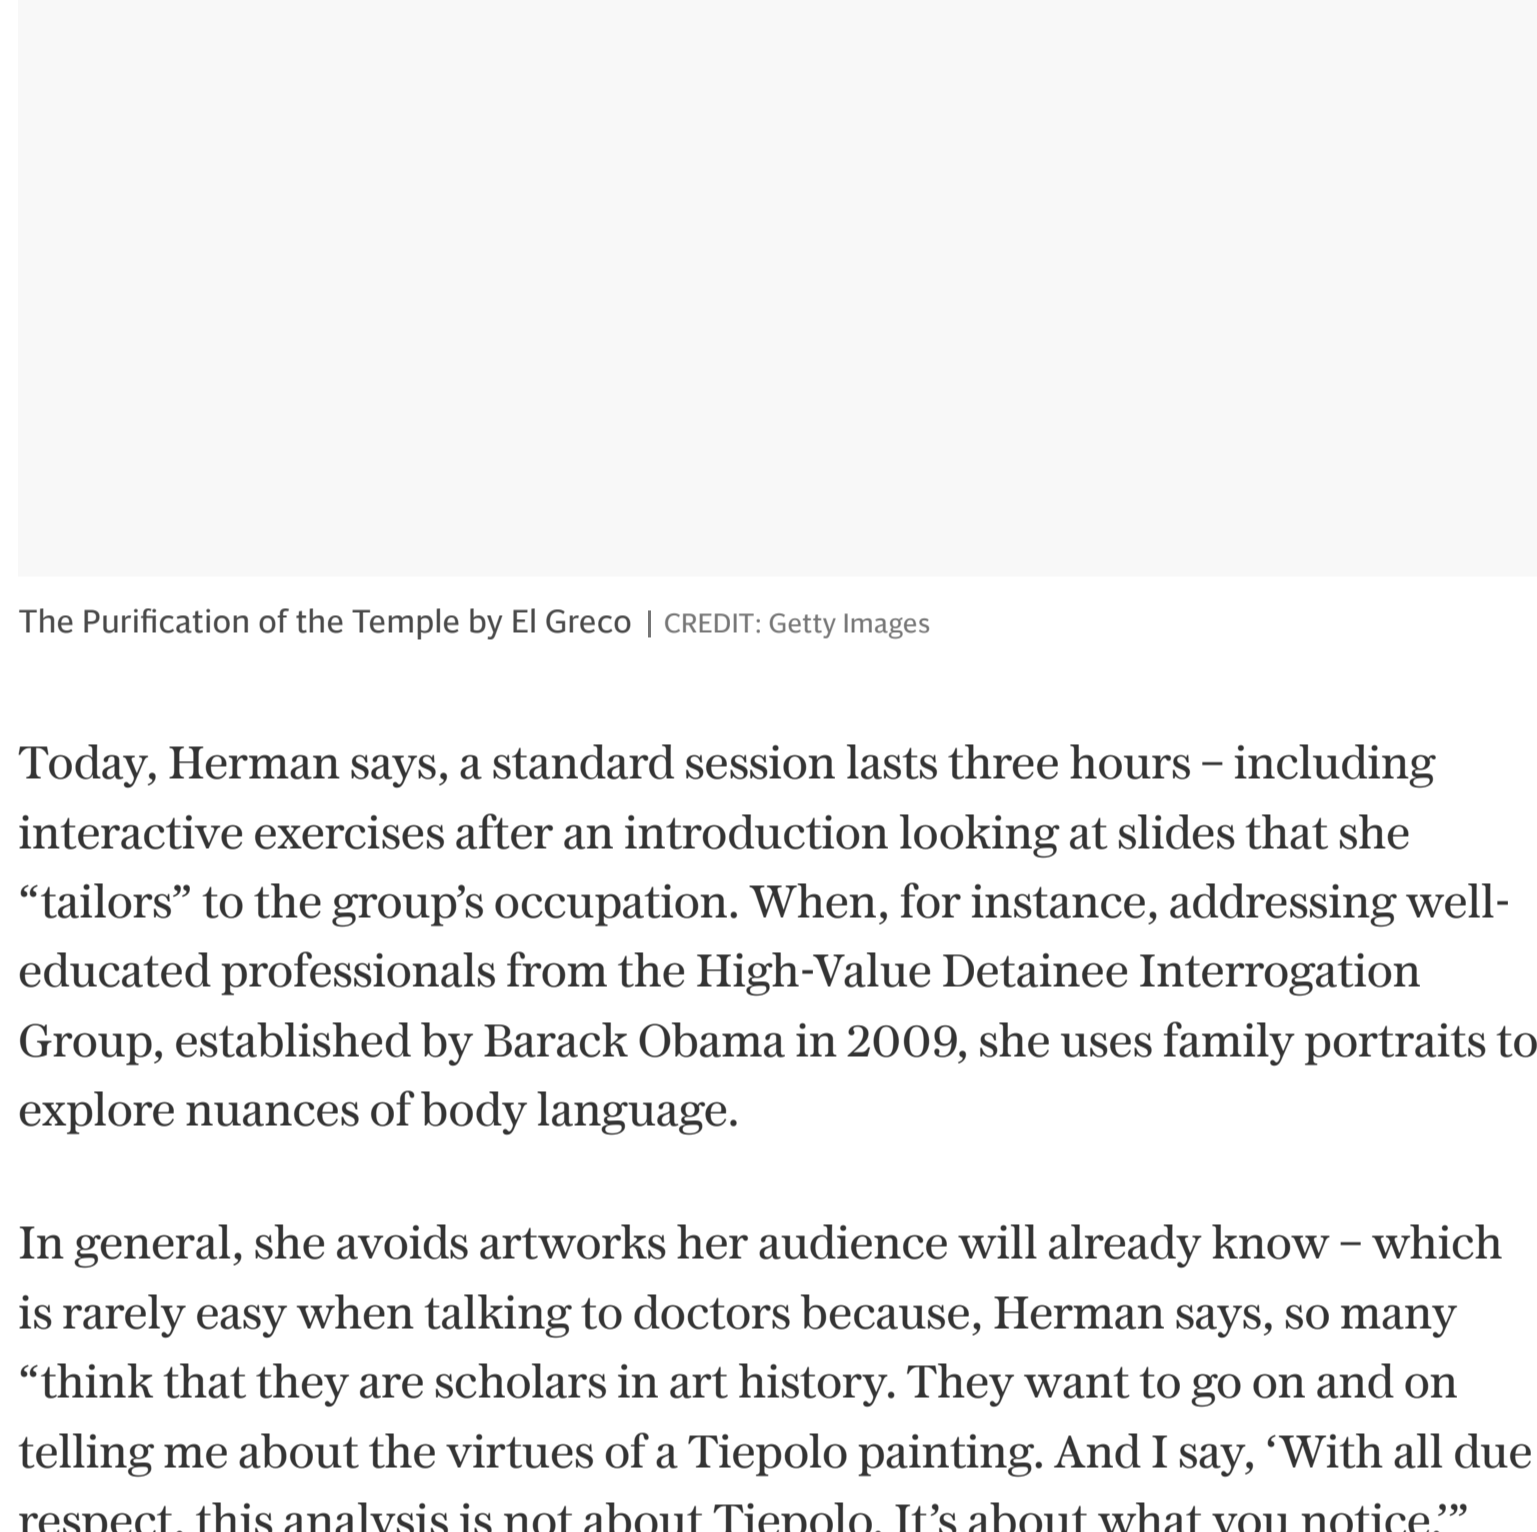 The Purification of the Temple by El Greco | CREDIT: Getty Images
Today, Herman says, a standard session lasts three hours – including
interactive exercises after an introduction looking at slides that she
“tailors” to the group’s occupation. When, for instance, addressing well-
educated professionals from the High-Value Detainee Interrogation
Group, established by Barack Obama in 2009, she uses family portraits to
explore nuances of body language.
In general, she avoids artworks her audience will already know – which
is rarely easy when talking to doctors because, Herman says, so many
“think that they are scholars in art history. They want to go on and on
telling me about the virtues of a Tiepolo painting. And I say, ‘With all due
respect, this analysis is not about Tiepolo. It’s about what you notice.’”